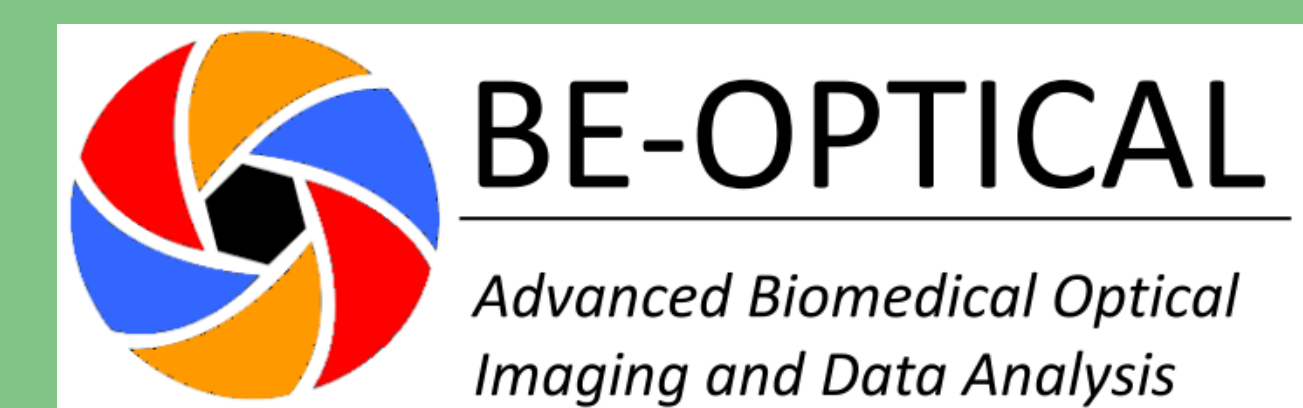 BE-OPTICAL
Advanced Biomedical Optical
Imaging and Data Analysis